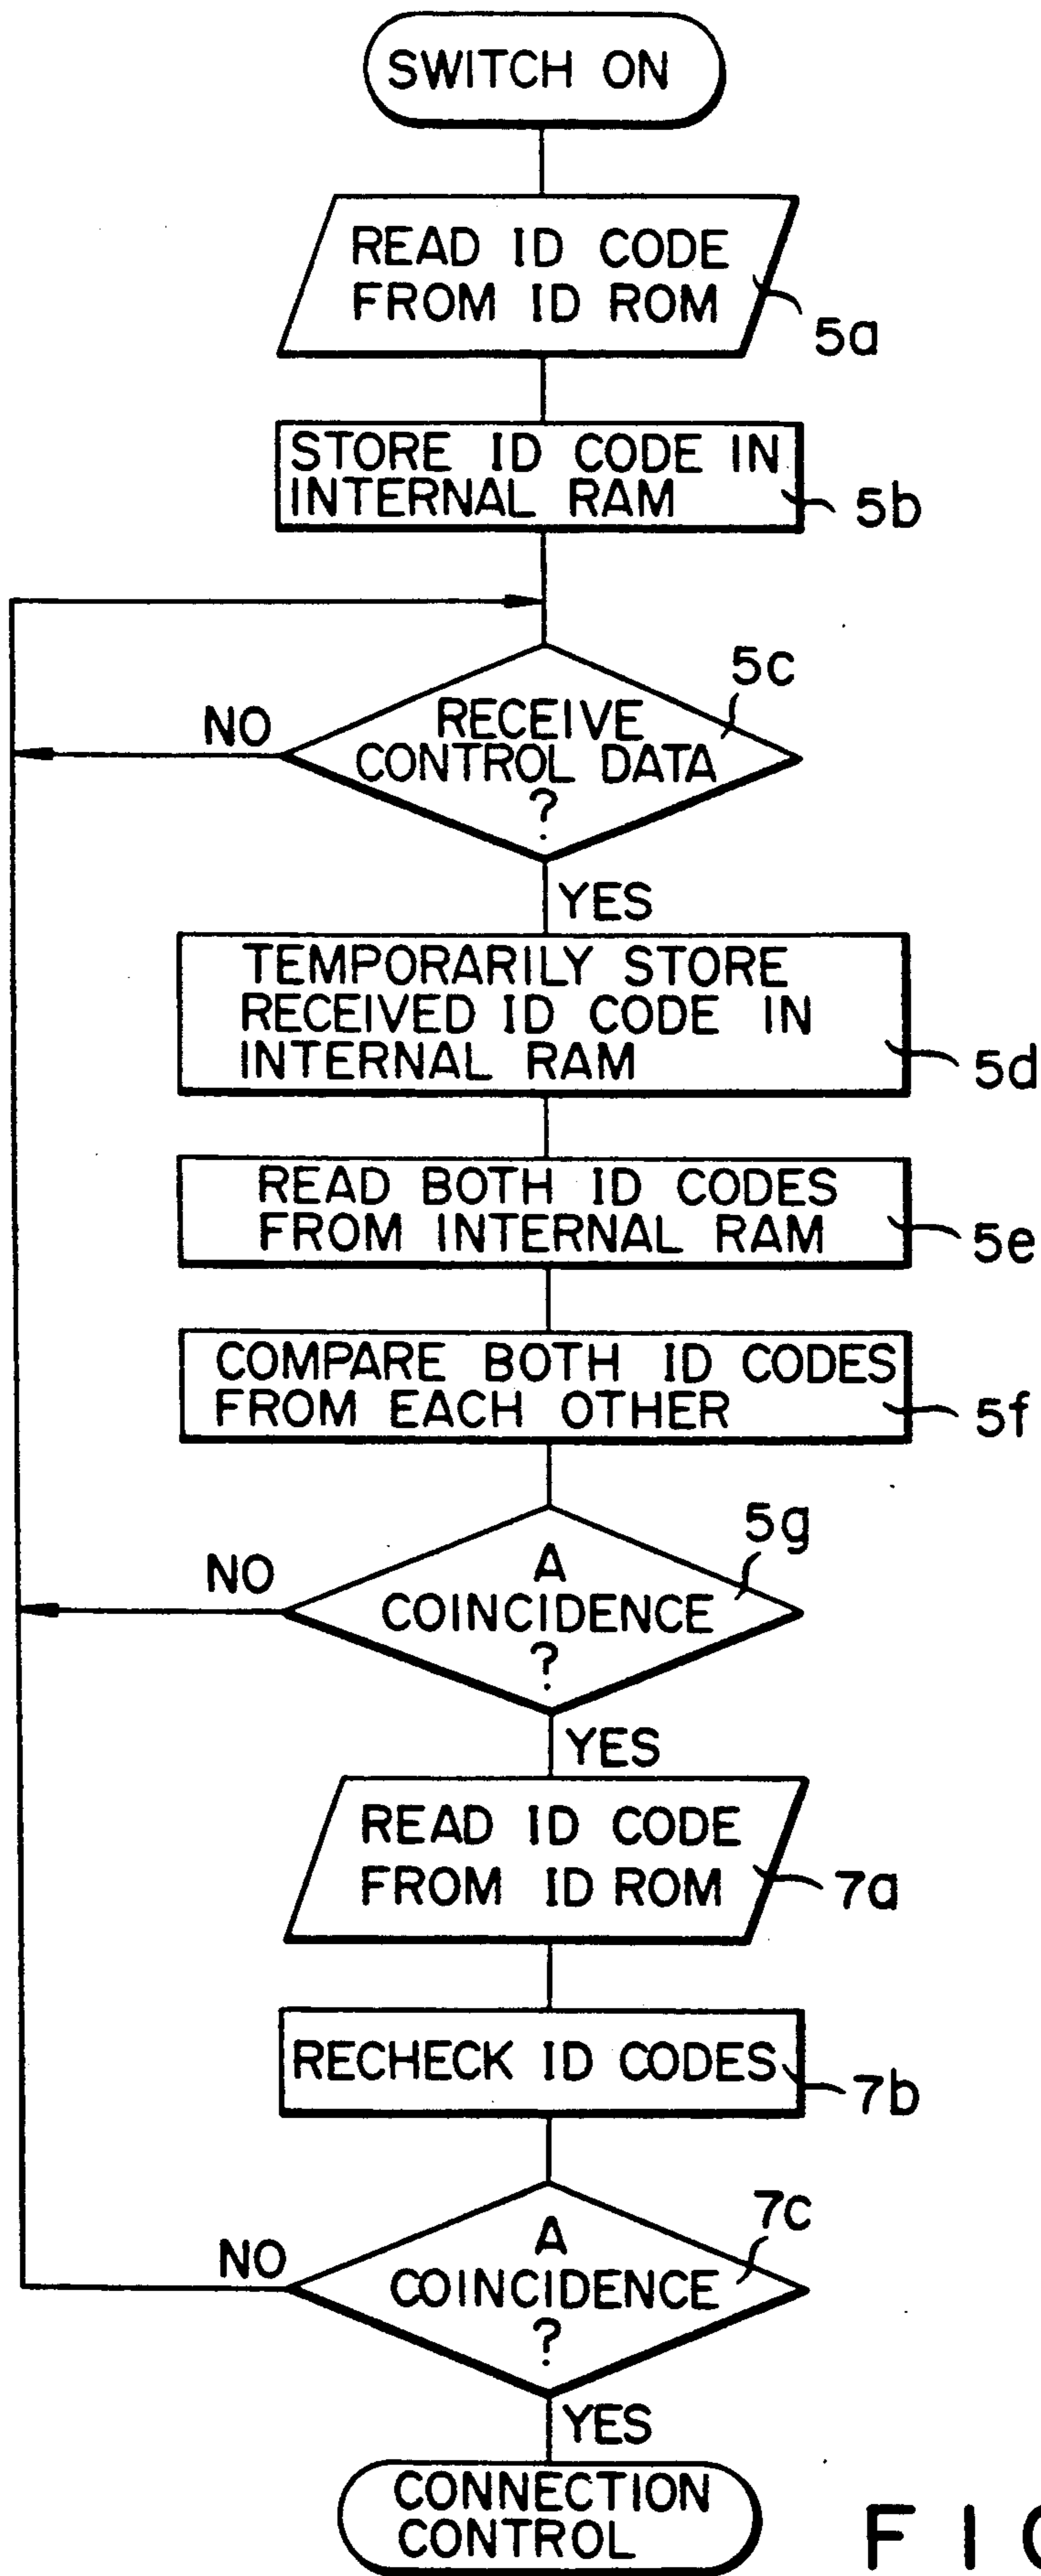 SWITCH ON
READ ID CODE
FROM ID ROM
5a
STORE ID CODE IN
INTERNAL RAM
5b
5c
NO
RECEIVE
CONTROL DATA
?
YES
TEMPORARILY STORE
RECEIVED ID CODE IN
INTERNAL RAM
5d
READ BOTH ID CODES
FROM INTERNAL RAM
5e
COMPARE BOTH ID CODES
FROM EACH OTHER
5f
5g
NO
A
COINCIDENCE
?
YES
READ ID CODE
FROM ID ROM
7a
RECHECK ID CODES
7b
7c
NO
A
COINCIDENCE
?
YES
CONNECTION
CONTROL